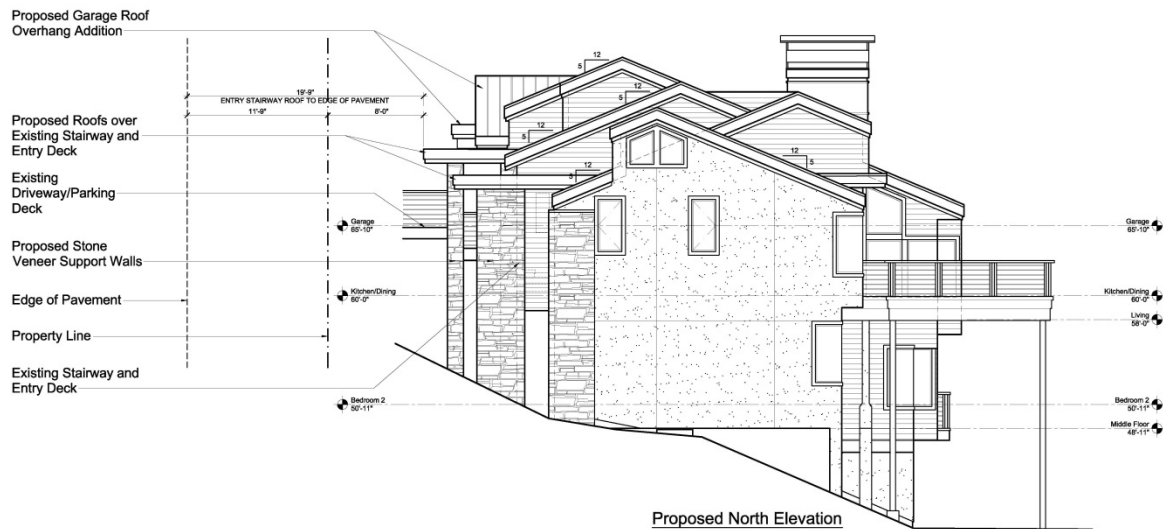 Proposed Garage Roof
Overhang Addition
19'-9"
ENTRY STAIRWAY ROOF TO EDGE OF PAVEMENT
11'-9"
8'-0"
Proposed Roofs over
Existing Stairway and
Entry Deck
Existing
Driveway/Parking
Deck
Proposed Stone
Veneer Support Walls
Edge of Pavement
Property Line
Existing Stairway and
Entry Deck
12
5
12
5
12
5
12
5
12
5
12
5
Garage
65'-10"
Kitchen/Dining
60'-0"
Bedroom 2
50'-11"
Garage
65'-10"
Kitchen/Dining
60'-0"
Living
58'-0"
Bedroom 2
50'-11"
Middle Floor
48'-11"
Proposed North Elevation